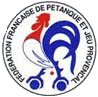 FEDERATION FRANCAISE DE PETANQUE ET JEU PROVENCAL